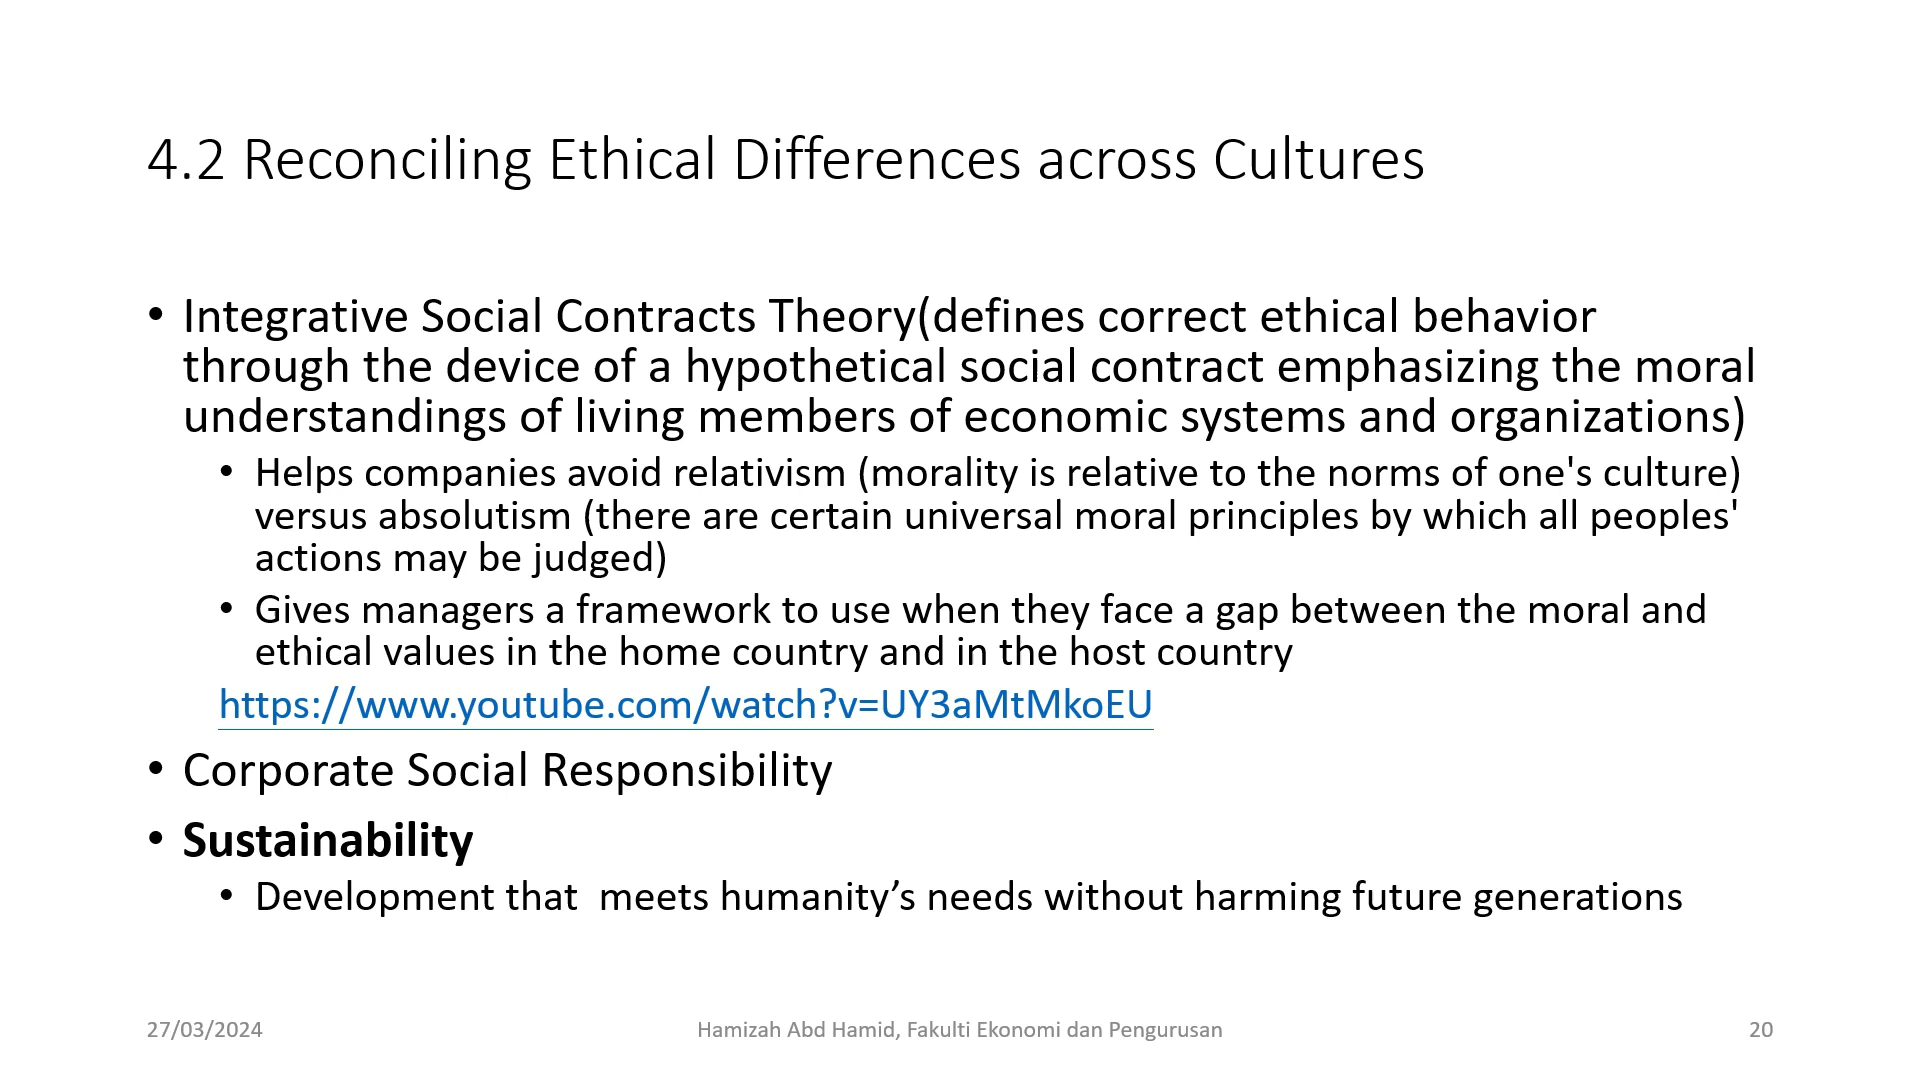 4.2 Reconciling Ethical Differences across Cultures
• Integrative Social Contracts Theory(defines correct ethical behavior
through the device of a hypothetical social contract emphasizing the moral
understandings of living members of economic systems and organizations)
• Helps companies avoid relativism (morality is relative to the norms of one's culture)
versus absolutism (there are certain universal moral principles by which all peoples'
actions may be judged)
• Gives managers a framework to use when they face a gap between the moral and
ethical values in the home country and in the host country
https://www.youtube.com/watch?v=UY3aMtMkoEU
• Corporate Social Responsibility
• Sustainability
• Development that  meets humanity’s needs without harming future generations
27/03/2024
Hamizah Abd Hamid, Fakulti Ekonomi dan Pengurusan
20